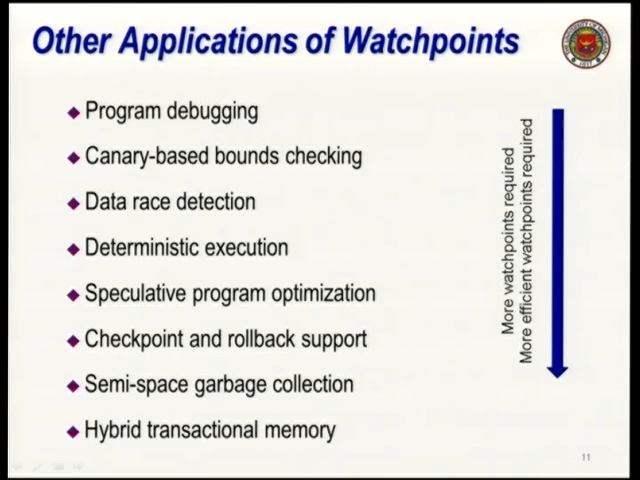 Other Applications of Watchpoints
Program debugging
Canary-based bounds checking
Data race detection
Deterministic execution
Speculative program optimization
Checkpoint and rollback support
Semi-space garbage collection
Hybrid transactional memory
More watchpoints required
More efficient watchpoints required
11